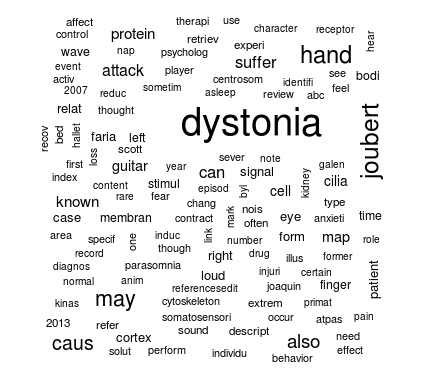 affect therapi use character receptor
control protein retriev hear
wave nap psycholog experi hand
event attack player suffer see bodi
activ centrosom identifi
2007 reduc sometim asleep review abc feel
relat thought dystonia joubert
recov bed hallet faria left
scott sever note
first loss guitar year can signal galen
index content stimul cell kidney cilia
rare fear episod byl
known chang nois type
case membran contract mark often eye anxieti time
area specif one induc link number form map role
record though right drug illus former
diagnos parasomnia injuri certain patient
normal anim loud joaquin finger
kinas may referencesedit extrem primat
cytoskeleton
2013 refer somatosensori occur atpas pain
caus cortex sound descript also need
solut perform individu behavior effect